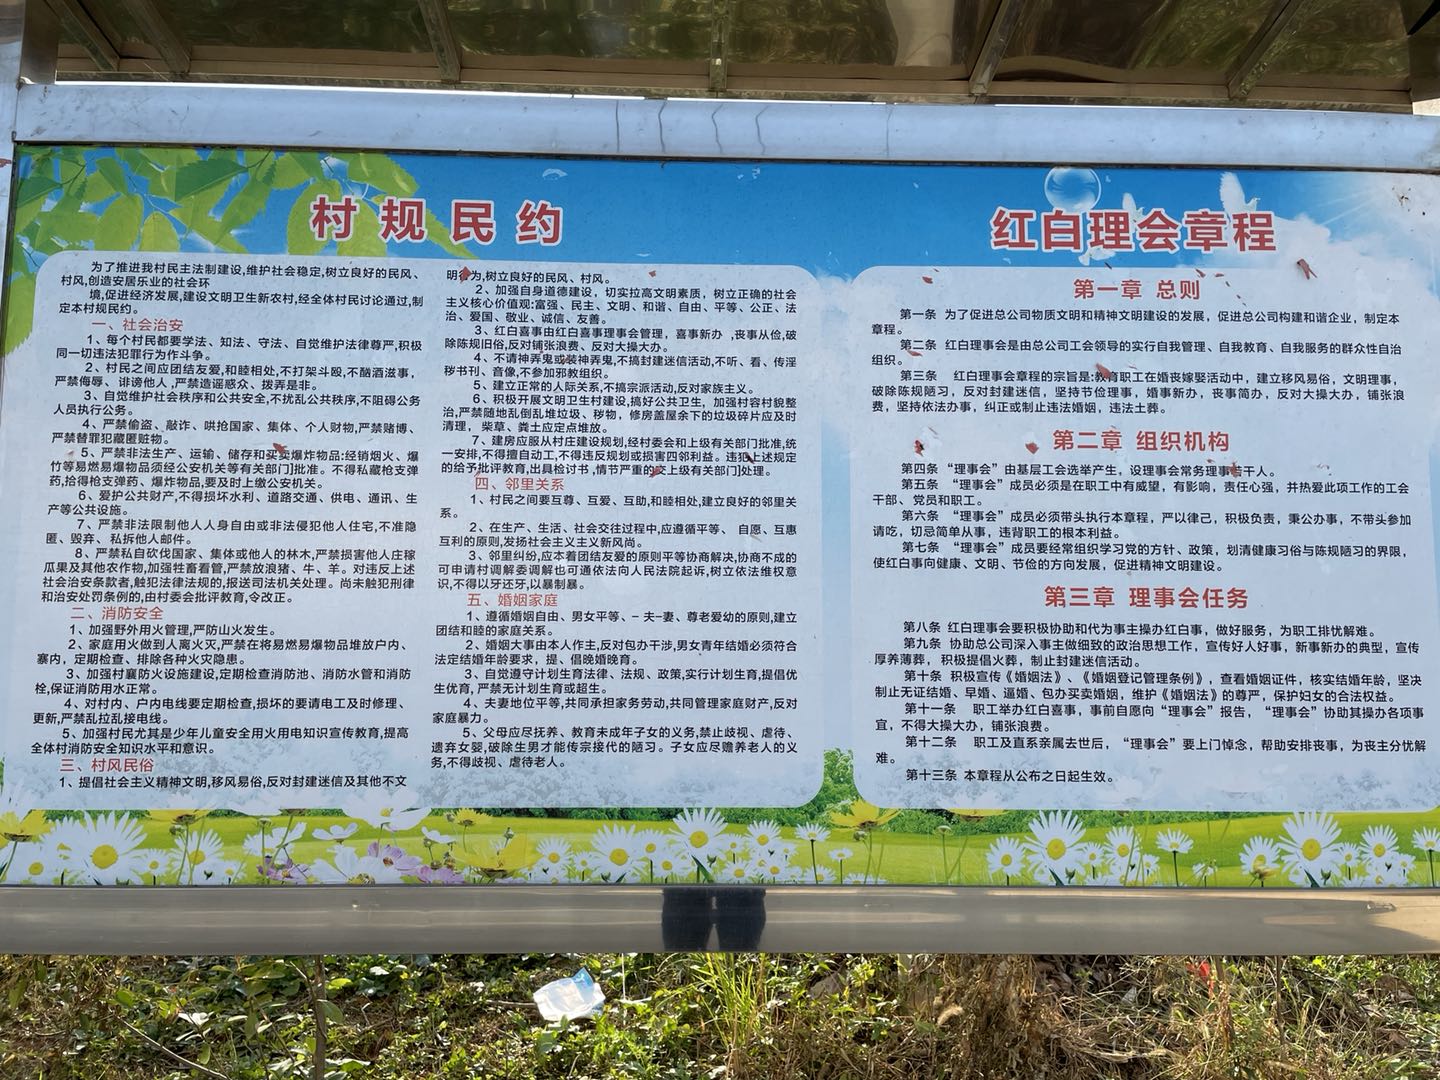 村规民约
为了推进我村民主法制建设,维护社会稳定,树立良好的民风、
村风,创造安居乐业的社会环
境,促进经济发展,建设文明卫生新农村,经全体村民讨论通过,制
定本村规民约。
一、社会治安
1、每个村民都要学法、知法、守法、自觉维护法律尊严,积极
同一切违法犯罪行为作斗争。
2、村民之间应团结友爱,和睦相处,不打架斗殴,不酗酒滋事,
严禁侮辱、诽谤他人,严禁造谣惑众、拨弄是非。
3、自觉维护社会秩序和公共安全,不扰乱公共秩序,不阻碍公务
人员执行公务。
4、严禁偷盗、敲诈、哄抢国家、集体、个人财物,严禁赌博、
严禁替罪犯藏匿赃物。
5、严禁非法生产、运输、储存和买卖爆炸物品:经销烟火、爆
竹等易燃易爆物品须经公安机关等有关部门]批准。不得私藏枪支弹
药,拾得枪支弹药、爆炸物品,要及时上缴公安机关。
6、爱护公共财产,不得损坏水利、道路交通、供电、通讯、生
产等公共设施。
7、严禁非法限制他人人身自由或非法侵犯他人住宅,不准隐
匿、毁弃、私拆他人邮件。
8、严禁私自砍伐国家、集体或他人的林木,严禁损害他人庄稼
瓜果及其他农作物,加强牲畜看管,严禁放浪猪、牛、羊。对违反上述
社会治安条款者,触犯法律法规的,报送司法机关处理。尚未触犯刑律
和治安处罚条例的,由村委会批评教育,令改正。
二、消防安全
1、加强野外用火管理,严防山火发生。
2、家庭用火做到人离火灭,严禁在将易燃易爆物品堆放户内、
寨内，定期检查、排除各种火灾隐患。
3、加强村襄防火设施建设,定期检查消防池、消防水管和消防
栓,保证消防用水正常。
4、对村内、户内电线要定期检查,损坏的要请电工及时修理、
更新,严禁乱拉乱接电线。
5、加强村民尤其是少年儿童安全用火用电知识宣传教育,提高
全体村消防安全知识水平和意识。
三、村风民俗
1、提倡社会主义精神文明,移风易俗,反对封建迷信及其他不文
明行为,树立良好的民风、村风。
2、加强自身道德建设，切实拉高文明素质，树立正确的社会
主义核心价值观:富强、民主、文明、和谐、自由、平等、公正、法
治、爱国、敬业、诚信、友善。
3、红白喜事由红白喜事理事会管理，喜事新办 ,丧事从俭,破
除陈规旧俗,反对铺张浪费、反对大操大办。
4、不请神弄鬼或装神弄鬼,不搞封建迷信活动,不听、看、传淫
秽书刊、音像,不参加邪教组织。
5、建立正常的人际关系,不搞宗派活动,反对家族主义。
6、积极开展文明卫生村建设,搞好公共卫生，加强村容村貌整
治,严禁随地乱倒乱堆垃圾、秽物，修房盖屋余下的垃圾碎片应及时
清理， 柴草、粪土应定点堆放。
7、建房应服从村庄建设规划,经村委会和上级有关部门批准,统
一安排,不得擅自动工,不得违反规划或损害四邻利益。违犯上述规定
的给予批评教育,出具检讨书 ,情节严重的交上级有关部门]处理。
四、邻里关系
1、村民之间要互尊、互爱、互助,和睦相处,建立良好的邻里关
系。
2、在生产、生活、社会交往过程中,应遵循平等、 自愿、互惠
互利的原则,发扬社会主义主义新风尚。
3、邻里纠纷,应本着团结友爱的原则平等协商解决,协商不成的
可申请村调解委调解也可通依法向人民法院起诉,树立依法维权意
识,不得以牙还牙,以暴制暴。
五、婚姻家庭
1、遵循婚姻自由、男女平等、– 夫一妻、尊老爱幼的原则,建立
团结和睦的家庭关系。
2、婚姻大事由本人作主,反对包办干涉,男女青年结婚必须符合
法定结婚年龄要求，提、倡晚婚晚育。
3、自觉遵守计划生育法律、法规、政策,实行计划生育,提倡优
生优育, 严禁无计划生育或超生。
4、夫妻地位平等,共同承担家务劳动,共同管理家庭财产,反对
家庭暴力。
5、父母应尽抚养、教育未成年子女的义务,禁止歧视、虐待、
遗弃女婴,破除生男才能传宗接代的陋习。子女应尽赡养老人的义
务,不得歧视、虐待老人。
红白理会章程
第一章 总则
第一条 为了促进总公司物质文明和精神文明建设的发展，促进总公司构建和谐企业，制定本
章程。
第二条 红白理事会是由总公司工会领导的实行自我管理、自我教育、自我服务的群众性自治
组织。
第三条 红白理事会章程的宗旨是:教育职工在婚丧嫁娶活动中，建立移风易俗，文明理事，
破除陈规陋习，反对封建迷信，坚持节俭理事，婚事新办，丧事简办，反对大操大办，铺张浪
费，坚持依法办事，纠正或制止违法婚姻，违法土葬。
第二章 组织机构
第四条 “理事会”由基层工会选举产生，设理事会常务理事若干人。
第五条 “理事会”成员必须是在职工中有威望，有影响，责任心强，并热爱此项工作的工会
干部、党员和职工。
第六条 “理事会”成员必须带头执行本章程，严以律己，积极负责，秉公办事，不带头参加
请吃，切忌简单从事，违背职工的根本利益。
第七条 “理事会”成员要经常组织学习党的方针、政策，划清健康习俗与陈规陋习的界限，
使红白事向健康、文明、节俭的方向发展，促进精神文明建设。
第三章 理事会任务
第八条 红白理事会要积极协助和代为事主操办红白事，做好服务，为职工排忧解难。
第九条 协助总公司深入事主做细致的政治思想工作，宣传好人好事，新事新办的典型，宣传
厚养薄葬， 积极提倡火葬，制止封建迷信活动。
第十条 积极宣传《婚姻法》、《婚姻登记管理条例》，查看婚姻证件，核实结婚年龄，坚决
制止无证结婚、早婚、逼婚、包办买卖婚姻，维护《婚姻法》的尊严，保护妇女的合法权益。
第十一条 职工举办红白喜事，事前自愿向“理事会”报告，“理事会”协助其操办各项事
宜，不得大操大办，铺张浪费。
第十二条 职工及直系亲属去世后，“理事会”要上门悼念，帮助安排丧事，为丧主分忧解
难。
第十三条 本章程从公布之日起生效。